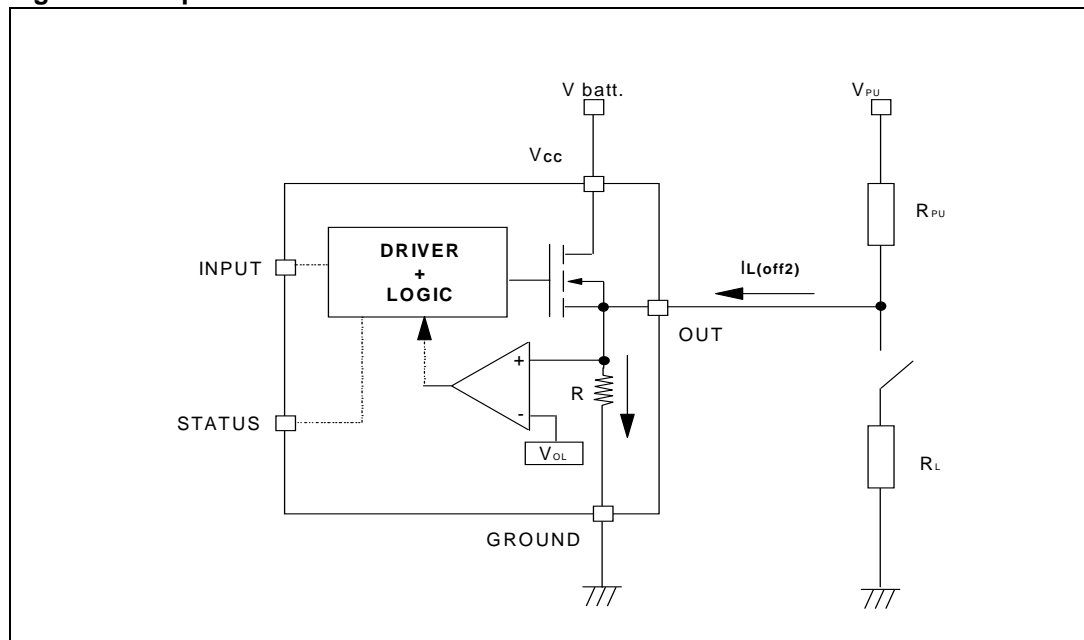 V batt.
VPU
VCC
RPU
DRIVER
+
LOGIC
INPUT
IL(off2)
OUT
+
R
-
STATUS
VOL
RL
GROUND